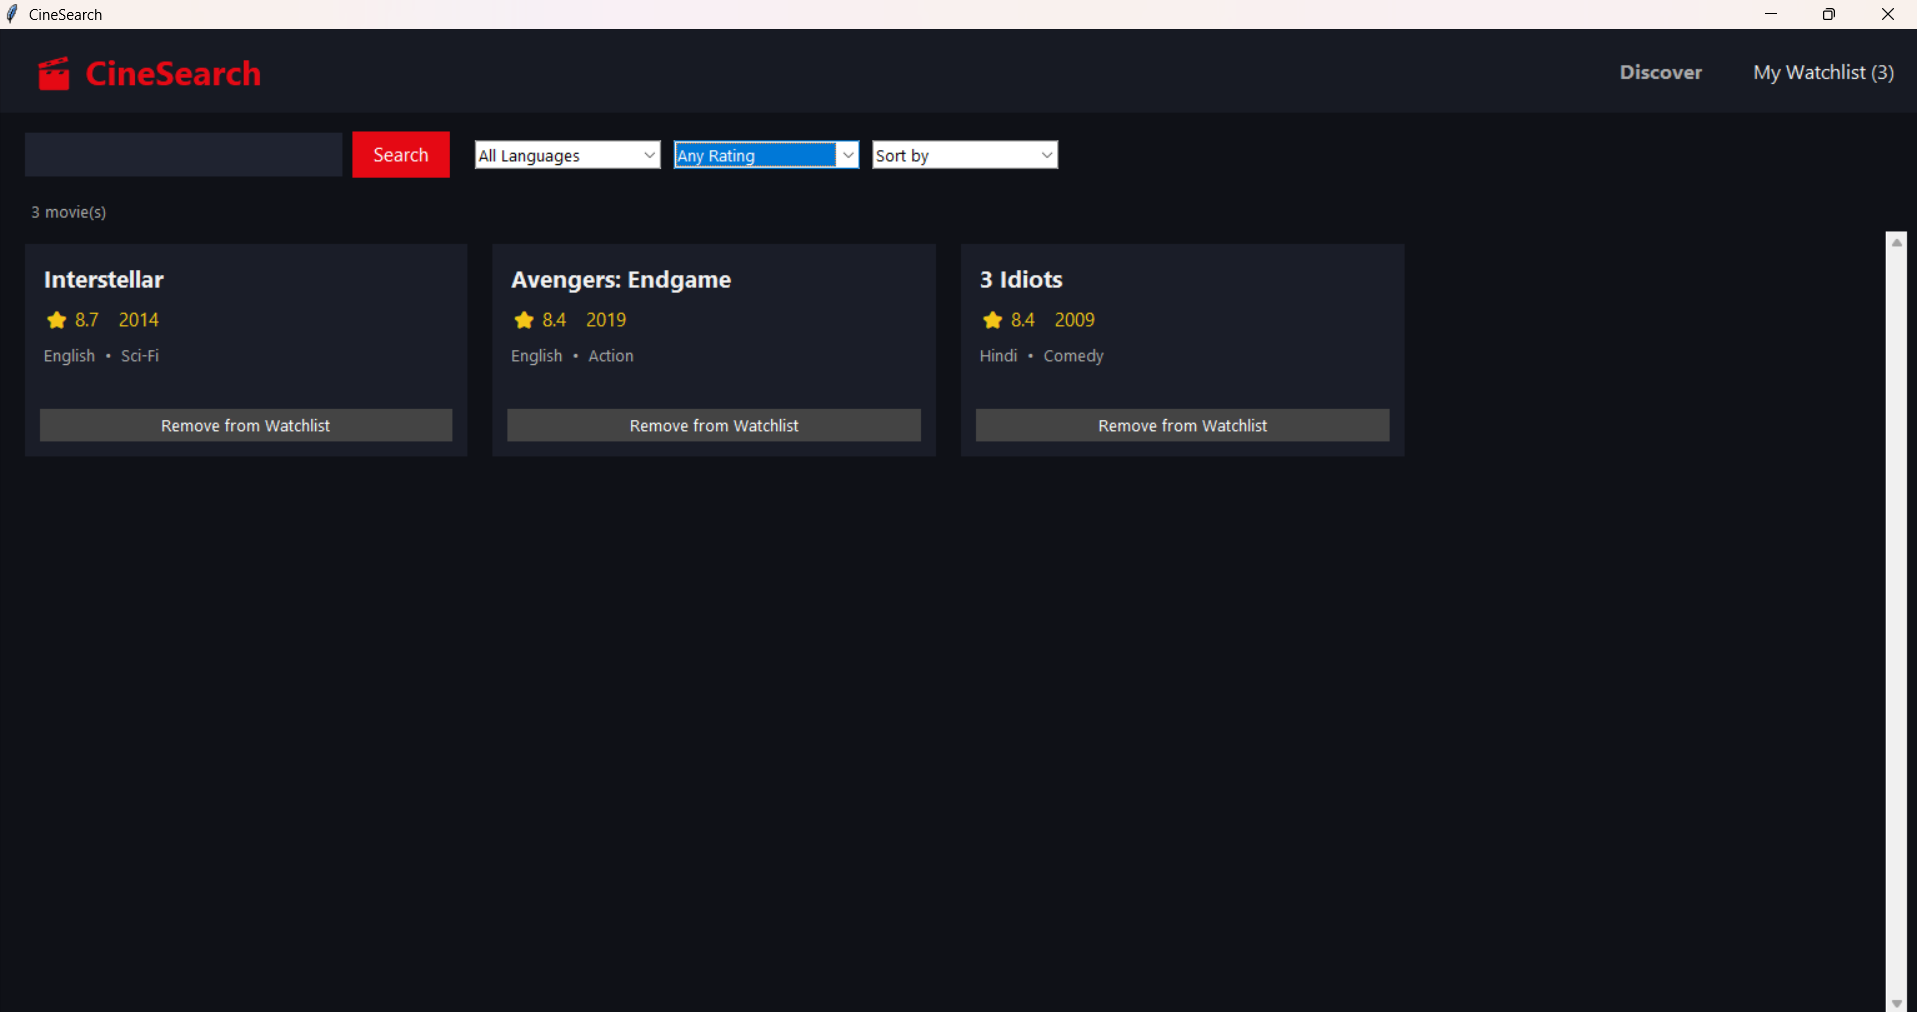 CineSearch
CineSearch
Discover
My Watchlist (3)
Search
All Languages
Any Rating
Sort by
3 movie(s)
Interstellar
8.7 2014
English • Sci-Fi
Remove from Watchlist
Avengers: Endgame
8.4 2019
English • Action
Remove from Watchlist
3 Idiots
8.4 2009
Hindi • Comedy
Remove from Watchlist